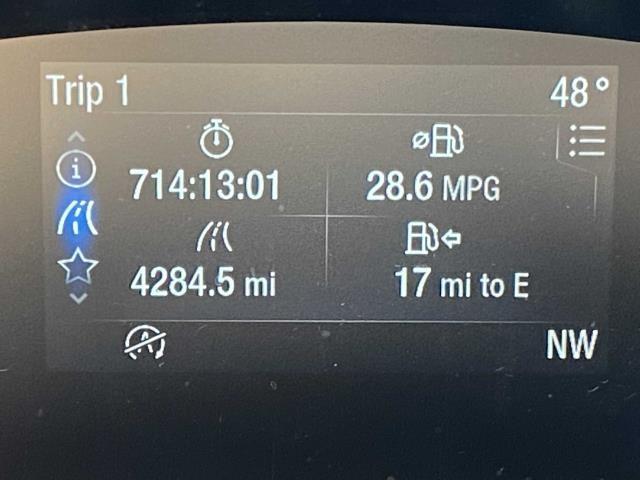 Trip 1 48°
714:13:01 28.6 MPG
4284.5 mi 17 mi to E
NW